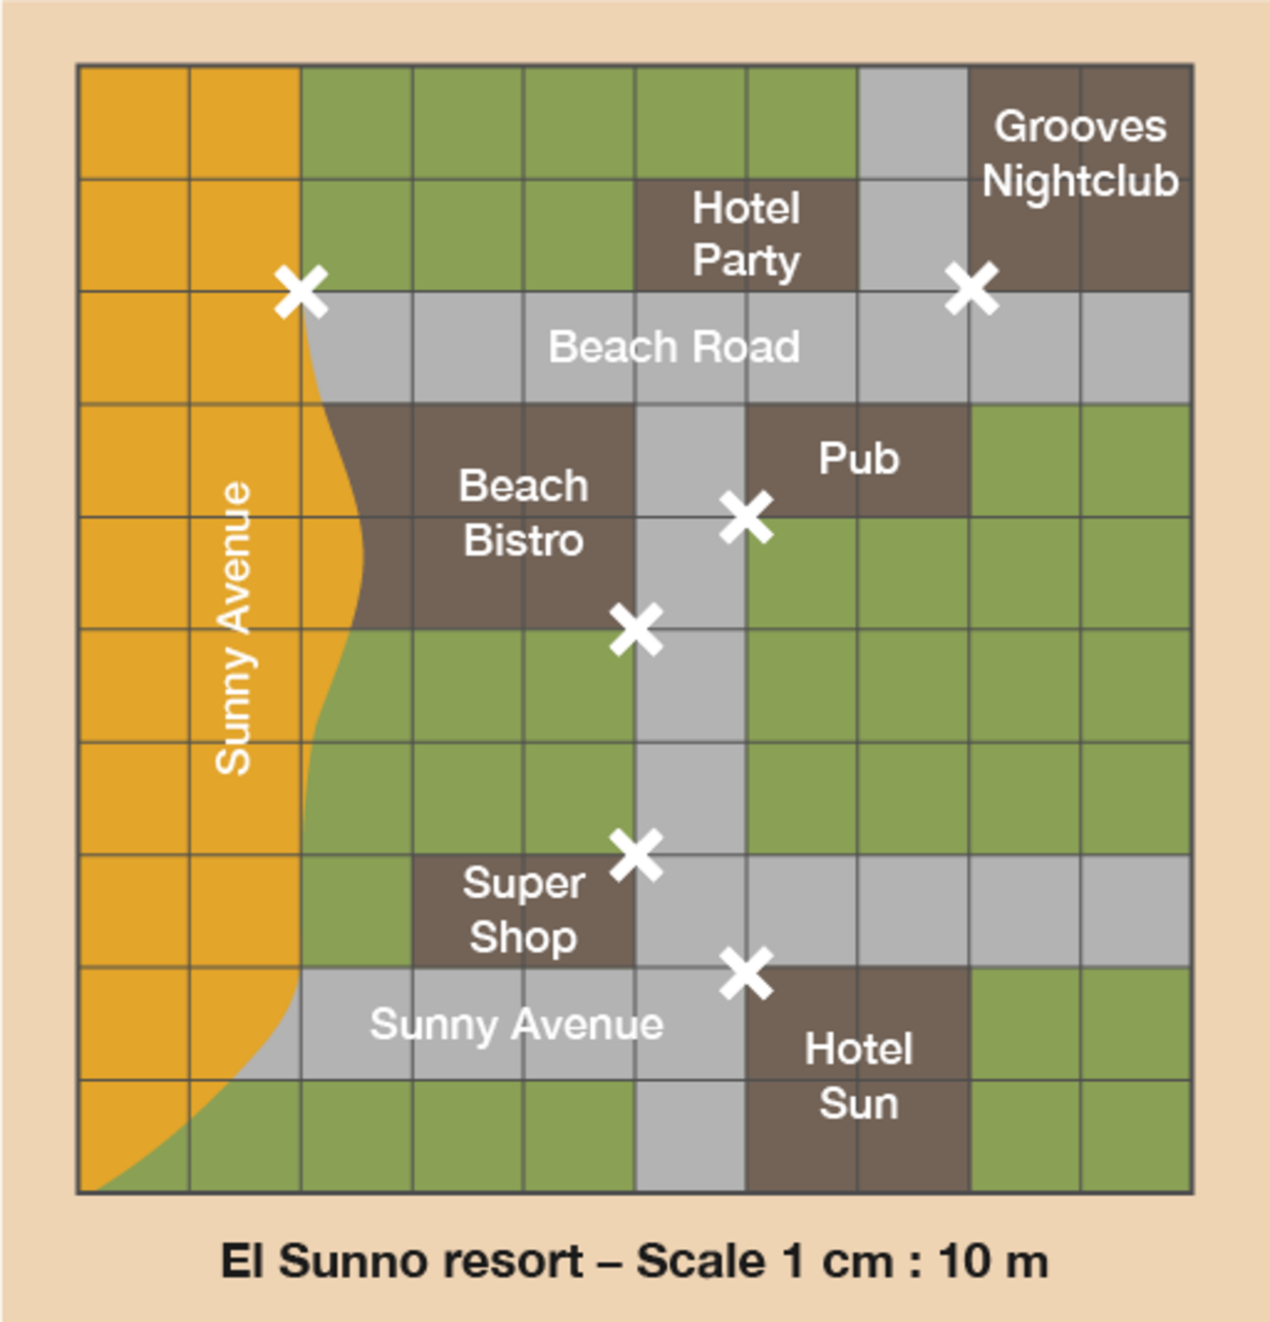 Grooves
Nightclub
Hotel
Party
Beach Road
Pub
Beach
Bistro
Sunny Avenue
Super
Shop
Sunny Avenue
Hotel
Sun
El Sunno resort – Scale 1 cm : 10 m